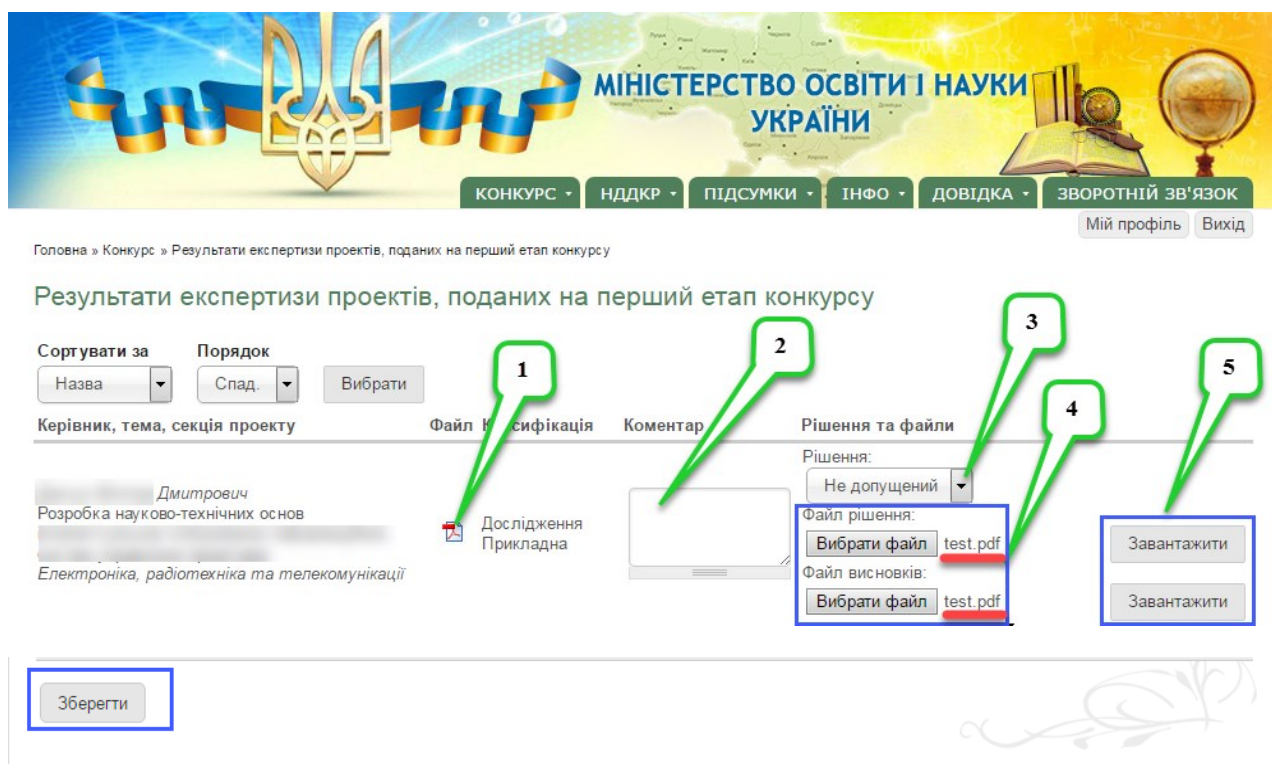 МІНІСТЕРСТВО ОСВІТИ І НАУКИ
УКРАЇНИ
КОНКУРС НДДКР ПІДСУМКИ ІНФО ДОВІДКА ЗВОРОТНІЙ ЗВ'ЯЗОК
Мій профіль Вихід
Головна » Конкурс » Результати експертизи проектів, поданих на перший етап конкурсу
Результати експертизи проектів, поданих на перший етап конкурсу
3
2
1
5
Сортувати за Порядок
Назва Спад. Вибрати
4
Керівник, тема, секція проекту Файл Коментар Рішення та файли
Рішення:
Не допущений
Дмитрович
Розробка науково-технічних основ
Файл рішення:
Дослідження
Прикладна
Вибрати файл test.pdf Завантажити
Файл висновків:
Електроніка, радіотехніка та телекомунікації
Вибрати файл test.pdf Завантажити
Зберегти